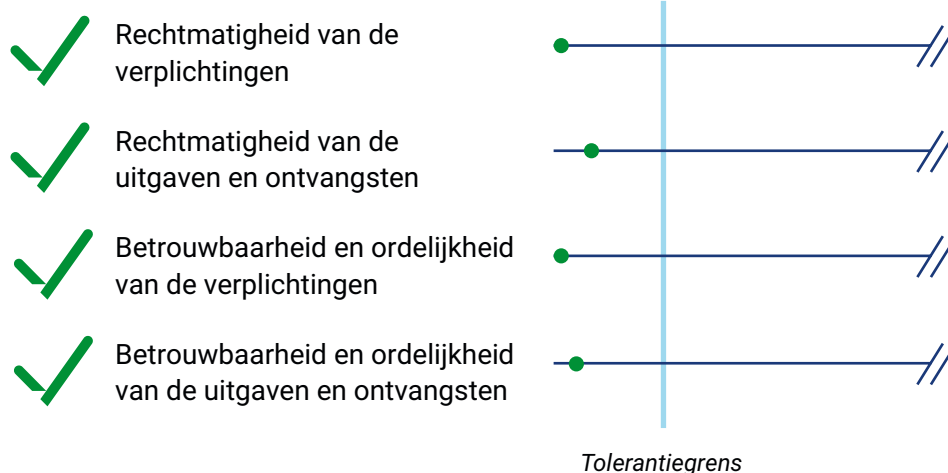 Rechtmatigheid van de
verplichtingen
Rechtmatigheid van de
uitgaven en ontvangsten
Betrouwbaarheid en ordelijkheid
van de verplichtingen
Betrouwbaarheid en ordelijkheid
van de uitgaven en ontvangsten
Tolerantiegrens